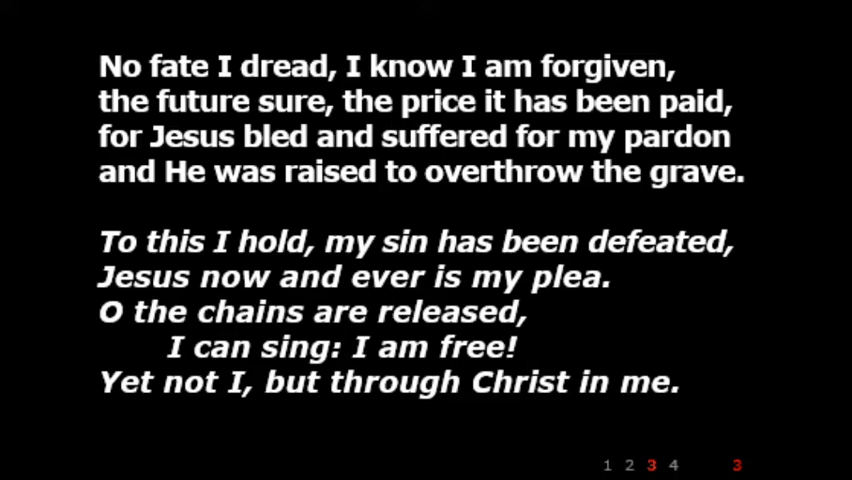 No fate I dread, I know I am forgiven,
the future sure, the price it has been paid,
for Jesus bled and suffered for my pardon
and He was raised to overthrow the grave.
To this I hold, my sin has been defeated,
Jesus now and ever is my plea.
O the chains are released,
I can sing: I am free!
Yet not I, but through Christ in me.
1 2 3 4 3